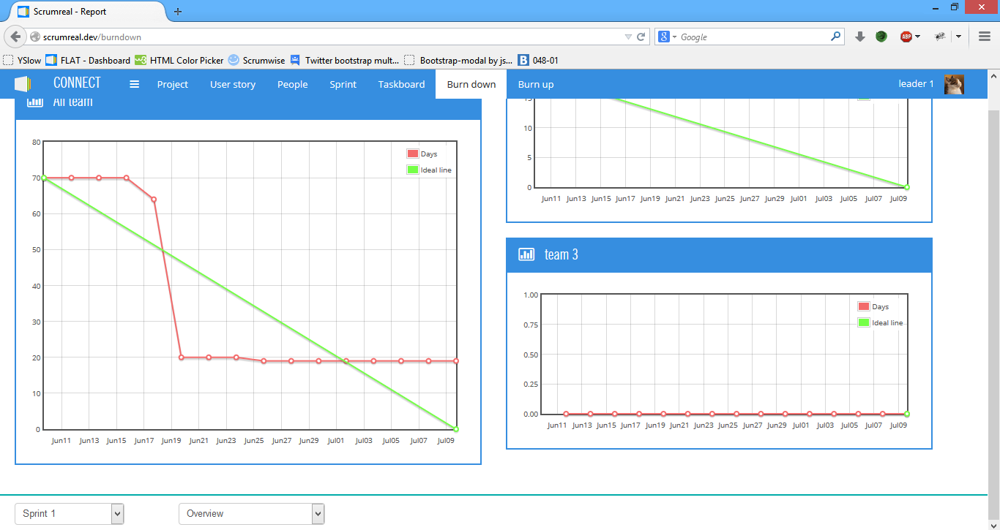 Scrumreal - Report
scrumreal.dev/burndown
Google
ABP
YSlow FLAT - Dashboard HTML Color Picker Scrumwise Twitter bootstrap mult... Bootstrap-modal by js... B 048-01
CONNECT Project User story People Sprint Taskboard Burn down Burn up leader 1
All team
80
70
60
50
40
30
20
10
0
Days
Ideal line
Jun11 Jun13 Jun15 Jun17 Jun19 Jun21 Jun23 Jun25 Jun27 Jun29 Jul01 Jul03 Jul05 Jul07 Jul09
15
10
5
0
Jun11 Jun13 Jun15 Jun17 Jun19 Jun21 Jun23 Jun25 Jun27 Jun29 Jul01 Jul03 Jul05 Jul07 Jul09
team 3
1.00
0.75
0.50
0.25
0.00
Days
Ideal line
Jun11 Jun13 Jun15 Jun17 Jun19 Jun21 Jun23 Jun25 Jun27 Jun29 Jul01 Jul03 Jul05 Jul07 Jul09
Sprint 1 Overview